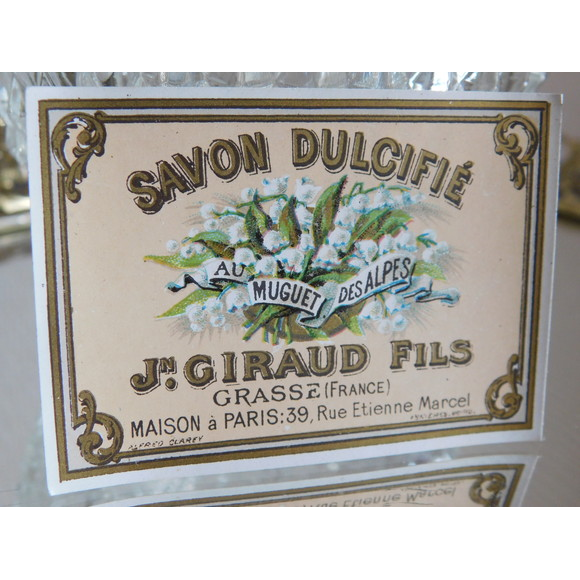 SAVON DULCIFIÉ
AU MUGUET DES ALPES
Jn. GIRAUD FILS
GRASSE (FRANCE)
MAISON à PARIS: 39, Rue Etienne Marcel
ALFRED CLAREY